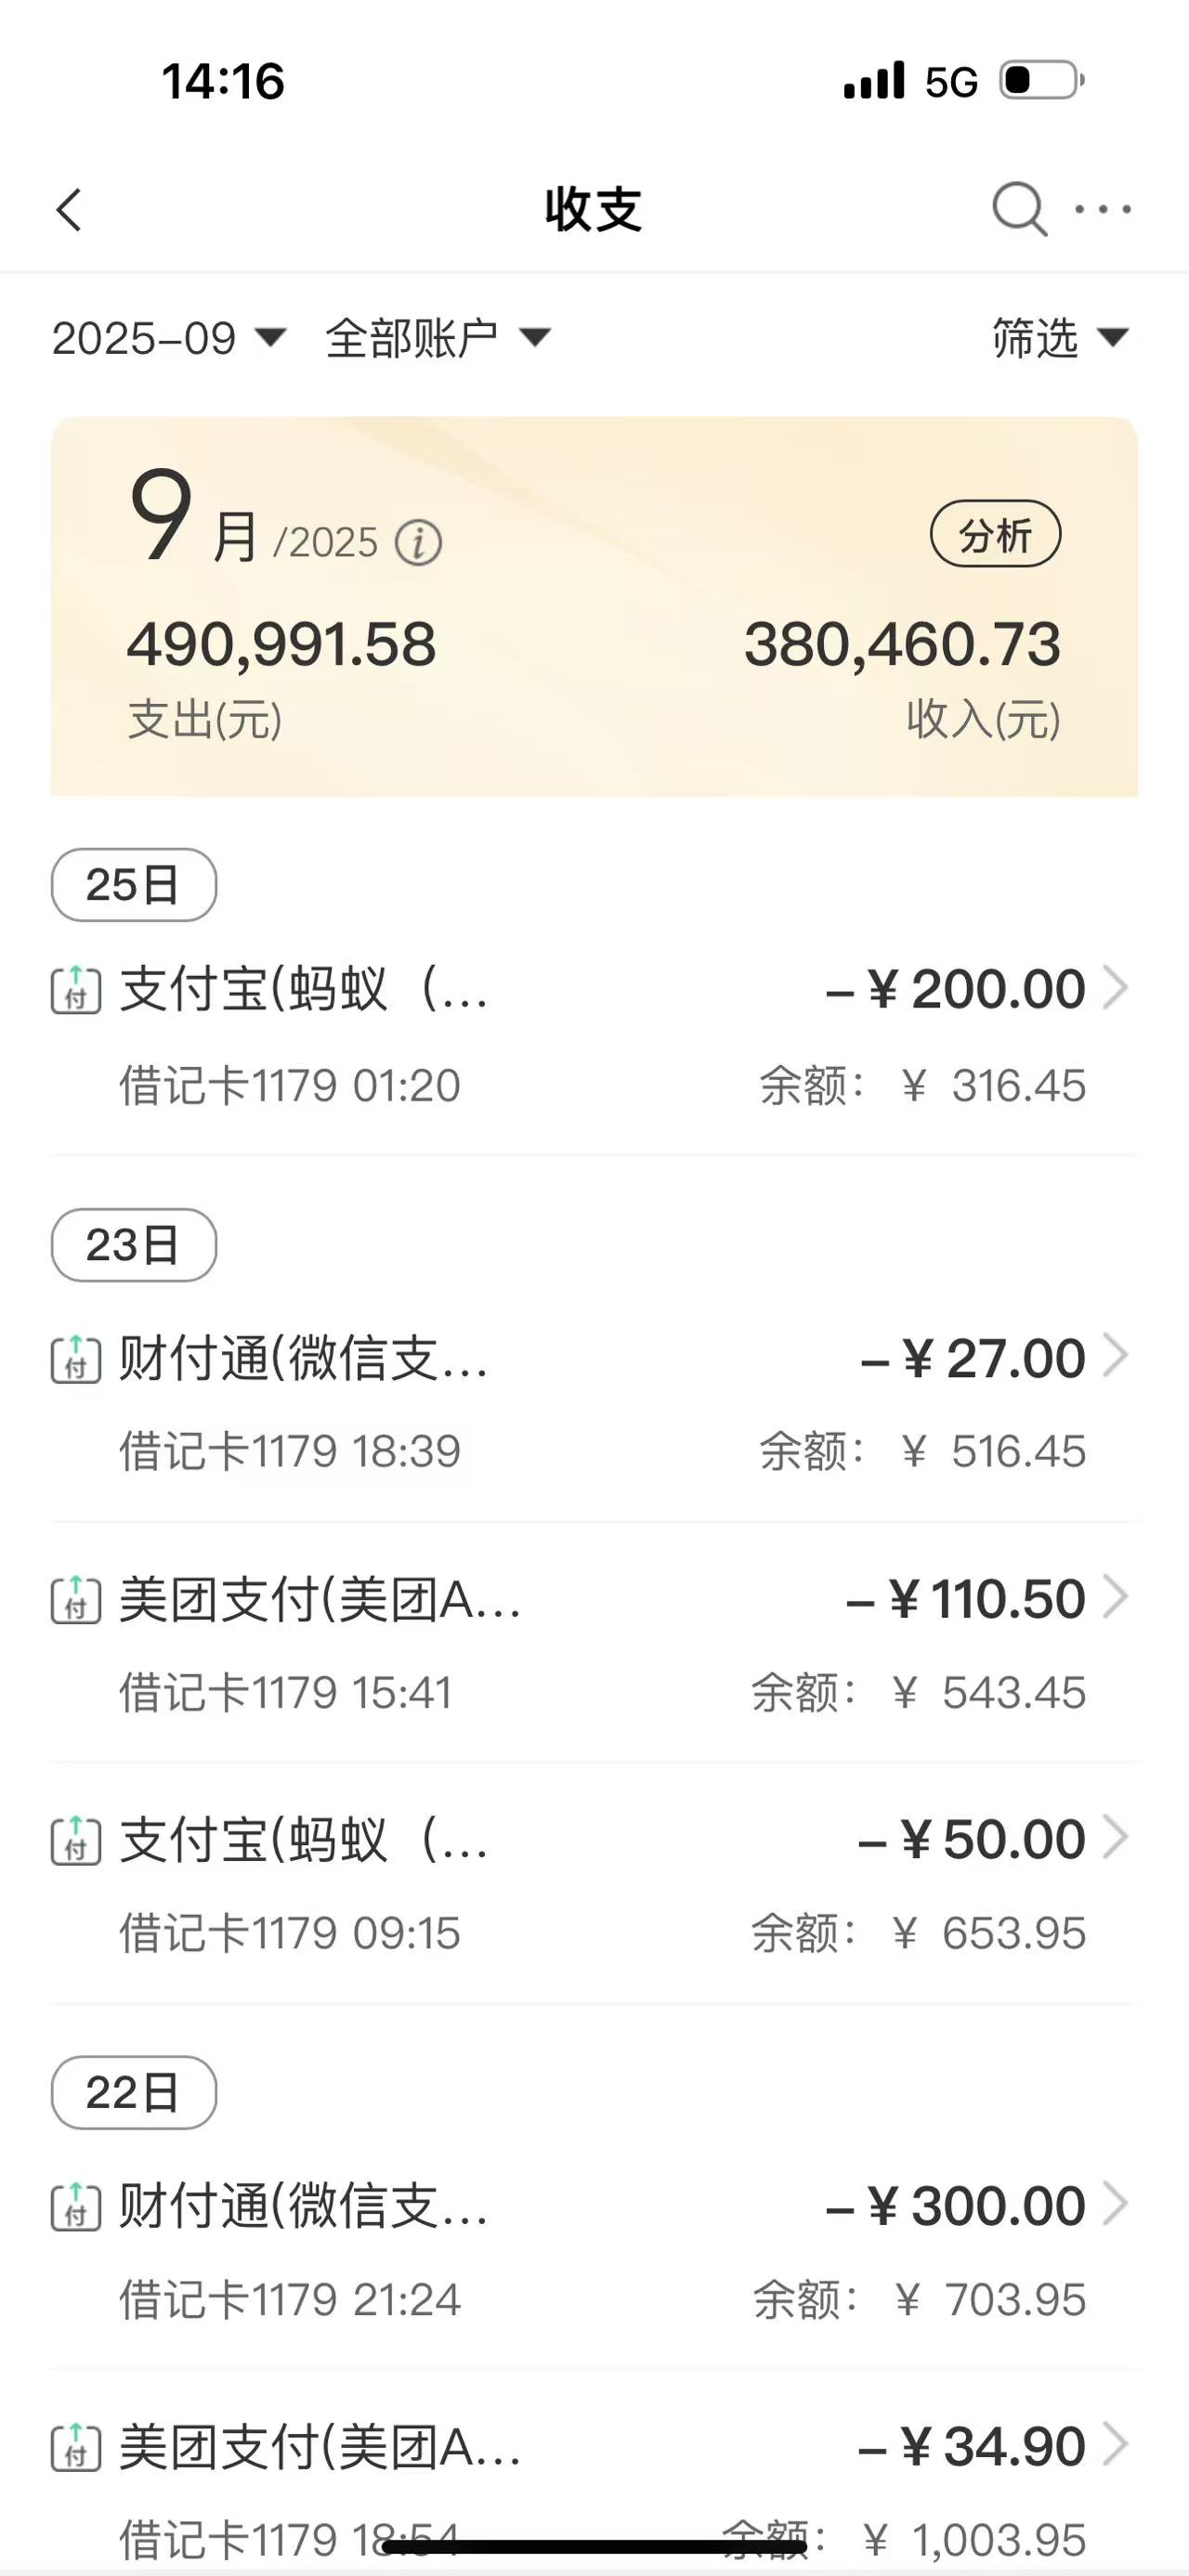 14:16 5G
收支
2025-09 全部账户 筛选
9月 /2025 分析
490,991.58 380,460.73
支出(元) 收入(元)
25日
付 支付宝(蚂蚁（... -¥200.00
借记卡1179 01:20 余额： ¥ 316.45
23日
付 财付通(微信支... -¥27.00
借记卡1179 18:39 余额： ¥ 516.45
付 美团支付(美团A... -¥110.50
借记卡1179 15:41 余额： ¥ 543.45
付 支付宝(蚂蚁（... -¥50.00
借记卡1179 09:15 余额： ¥ 653.95
22日
付 财付通(微信支... -¥300.00
借记卡1179 21:24 余额： ¥ 703.95
付 美团支付(美团A... -¥34.90
借记卡1179 18:54 余额： ¥ 1,003.95